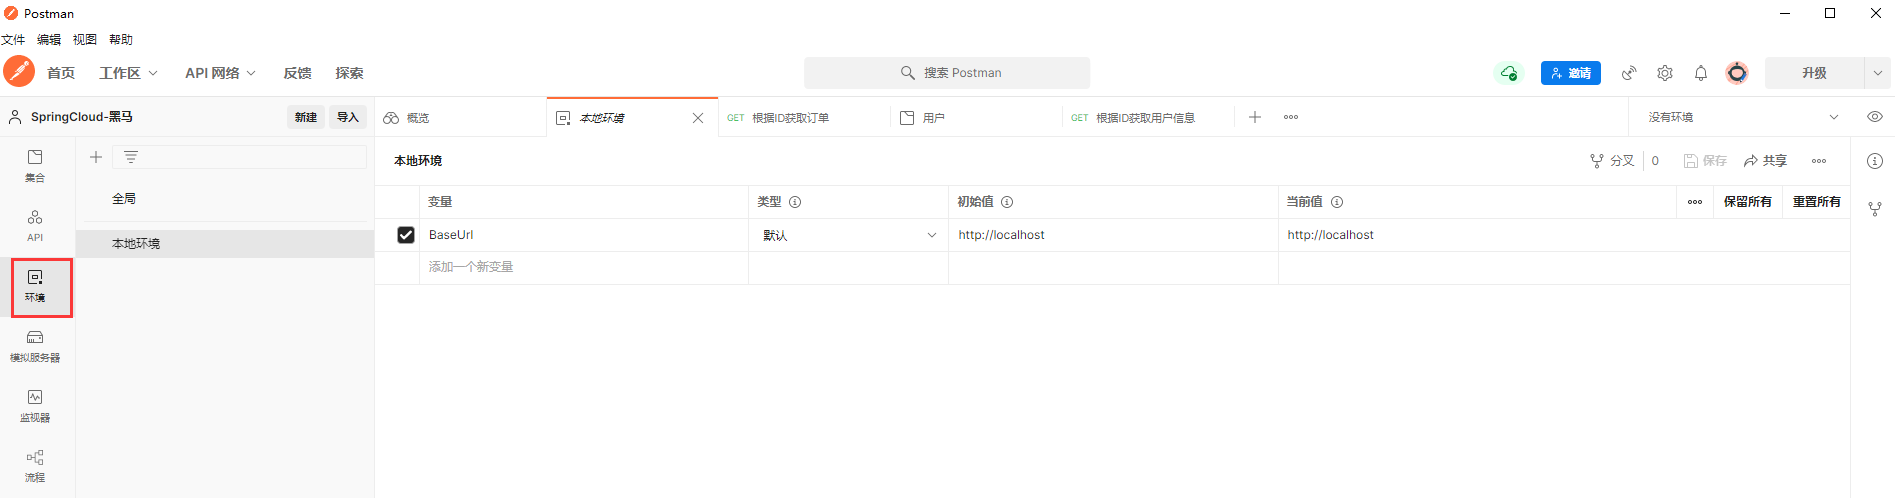 Postman
文件 编辑 视图 帮助
首页 工作区 API 网络 反馈 探索 搜索 Postman 邀请 升级
SpringCloud-黑马 新建 导入 概览 本地环境 GET 根据ID获取订单 用户 GET 根据ID获取用户信息 没有环境
集合
API
环境
模拟服务器
监视器
流程
全局
本地环境
本地环境 分叉 0 保存 共享
变量 类型 初始值 当前值 保留所有 重置所有
BaseUrl 默认 http://localhost http://localhost
添加一个新变量